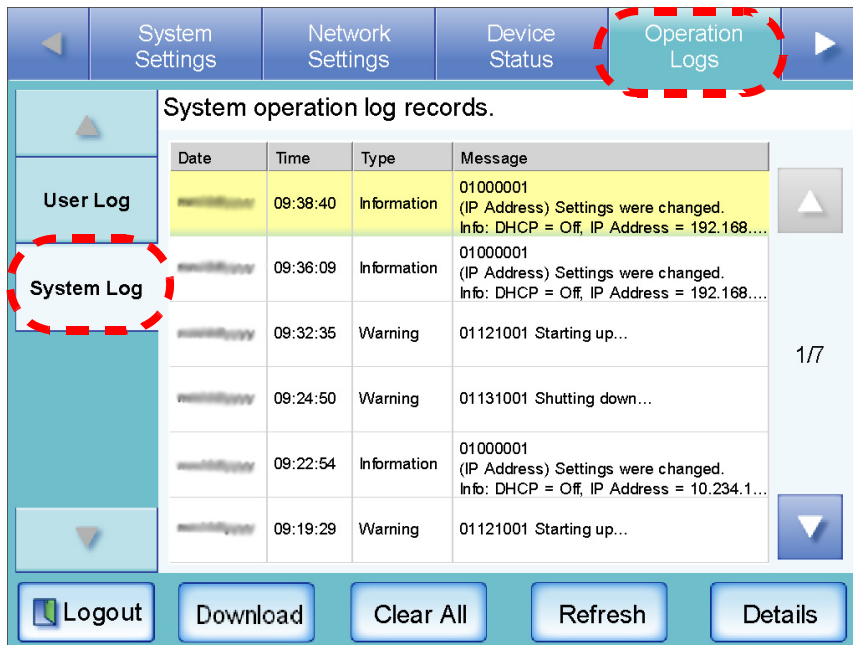 System Settings
Network Settings
Device Status
Operation Logs
System operation log records.
User Log
System Log
Date Time Type Message
09:38:40 Information 01000001
(IP Address) Settings were changed.
Info: DHCP = Off, IP Address = 192.168....
09:36:09 Information 01000001
(IP Address) Settings were changed.
Info: DHCP = Off, IP Address = 192.168....
09:32:35 Warning 01121001 Starting up...
09:24:50 Warning 01131001 Shutting down...
09:22:54 Information 01000001
(IP Address) Settings were changed.
Info: DHCP = Off, IP Address = 10.234.1...
09:19:29 Warning 01121001 Starting up...
1/7
Logout Download Clear All Refresh Details